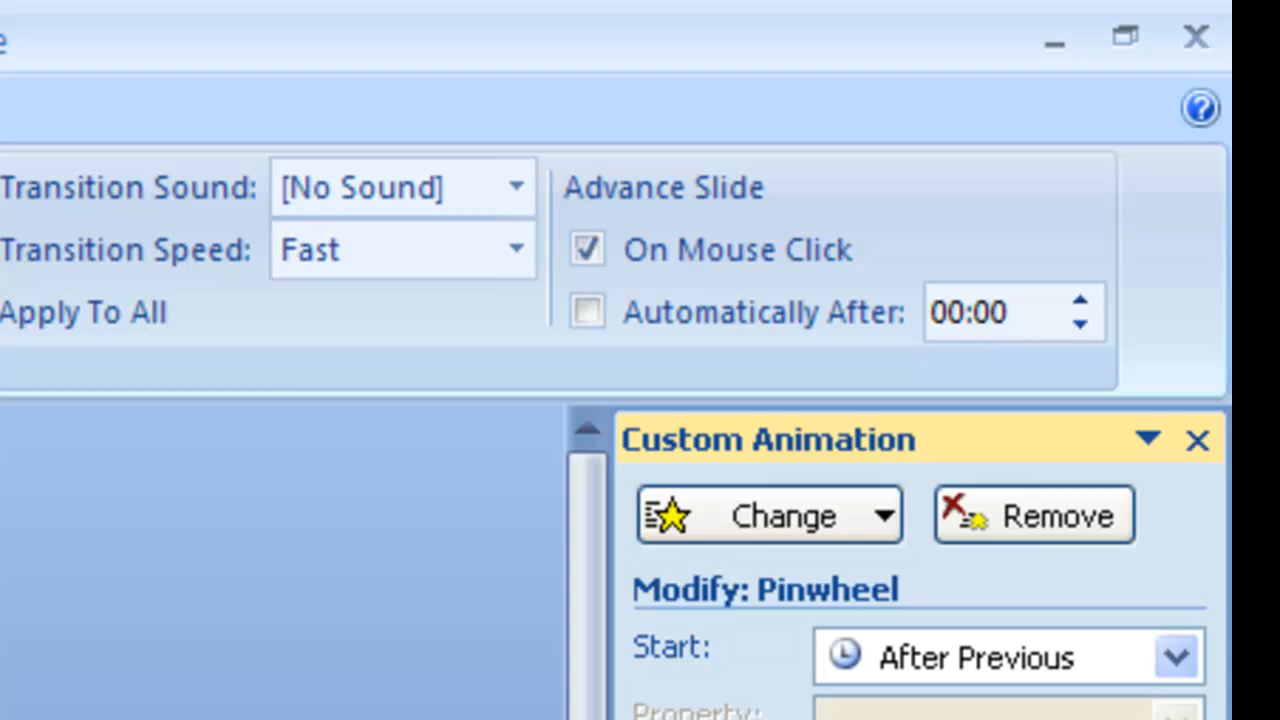 e
Transition Sound: [No Sound] Advance Slide
Transition Speed: Fast On Mouse Click
Apply To All Automatically After: 00:00
Custom Animation
Change Remove
Modify: Pinwheel
Start: After Previous
Property: